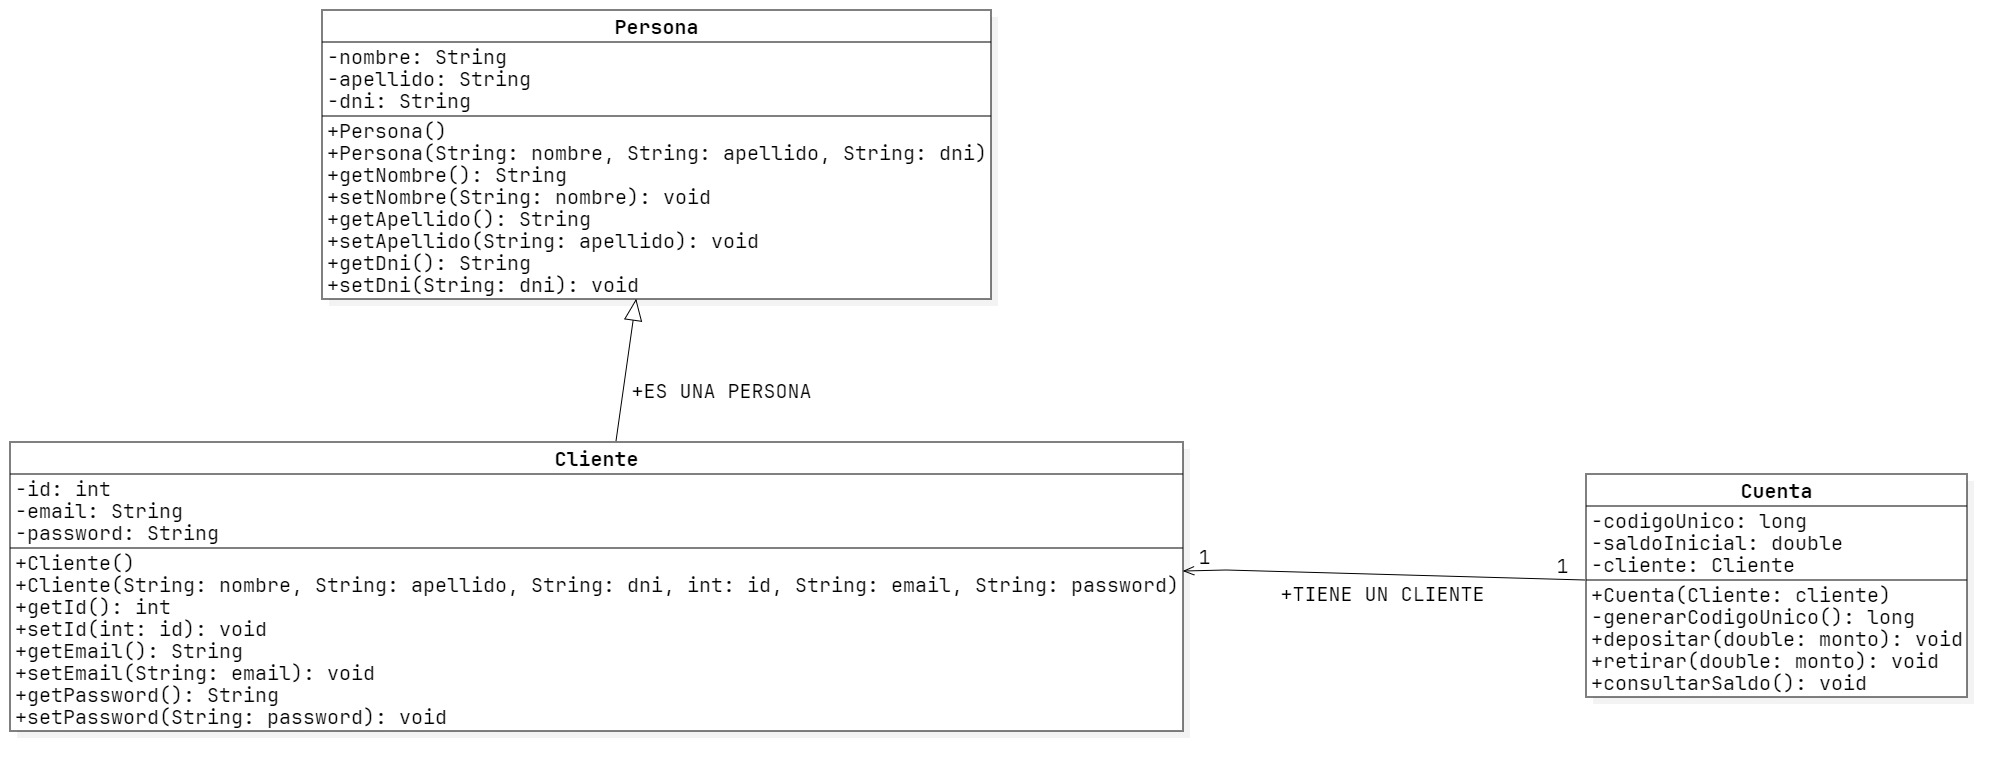 Persona
-nombre: String
-apellido: String
-dni: String
+Persona()
+Persona(String: nombre, String: apellido, String: dni)
+getNombre(): String
+setNombre(String: nombre): void
+getApellido(): String
+setApellido(String: apellido): void
+getDni(): String
+setDni(String: dni): void
+ES UNA PERSONA
Cliente
-id: int
-email: String
-password: String
+Cliente()
+Cliente(String: nombre, String: apellido, String: dni, int: id, String: email, String: password)
+getId(): int
+setId(int: id): void
+getEmail(): String
+setEmail(String: email): void
+getPassword(): String
+setPassword(String: password): void
1
1
+TIENE UN CLIENTE
Cuenta
-codigoUnico: long
-saldoInicial: double
-cliente: Cliente
+Cuenta(Cliente: cliente)
-generarCodigoUnico(): long
+depositar(double: monto): void
+retirar(double: monto): void
+consultarSaldo(): void